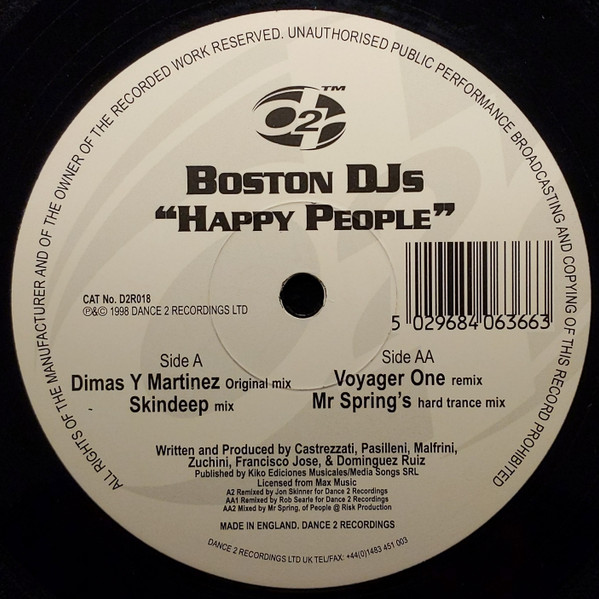 ALL RIGHTS OF THE MANUFACTURER AND OF THE OWNER OF THE RECORDED WORK RESERVED. UNAUTHORISED PUBLIC PERFORMANCE BROADCASTING AND COPYING OF THIS RECORD PROHIBITED
D2 TM
BOSTON DJS
“HAPPY PEOPLE”
CAT No. D2R018
℗&© 1998 DANCE 2 RECORDINGS LTD
5 029684 063663
Side A
Dimas Y Martinez Original mix
Skindeep mix
Side AA
Voyager One remix
Mr Spring's hard trance mix
Written and Produced by Castrezzati, Pasilleni, Malfrini,
Zuchini, Francisco Jose, & Dominguez Ruiz
Published by Kiko Ediciones Musicales/Media Songs SRL
Licensed from Max Music
A2 Remixed by Jon Skinner for Dance 2 Recordings
AA1 Remixed by Rob Searle for Dance 2 Recordings
AA2 Mixed by Mr Spring, of People @ Risk Production
MADE IN ENGLAND. DANCE 2 RECORDINGS
DANCE 2 RECORDINGS LTD UK TEL/FAX: +44(0)1483 451 003